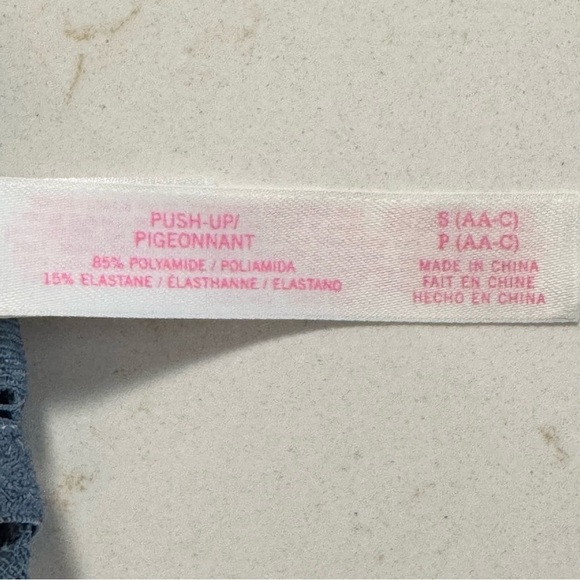 PUSH-UP/
PIGEONNANT
85% POLYAMIDE / POLIAMIDA
15% ELASTANE / ÉLASTHANNE / ELASTANO
S (AA-C)
P (AA-C)
MADE IN CHINA
FAIT EN CHINE
HECHO EN CHINA